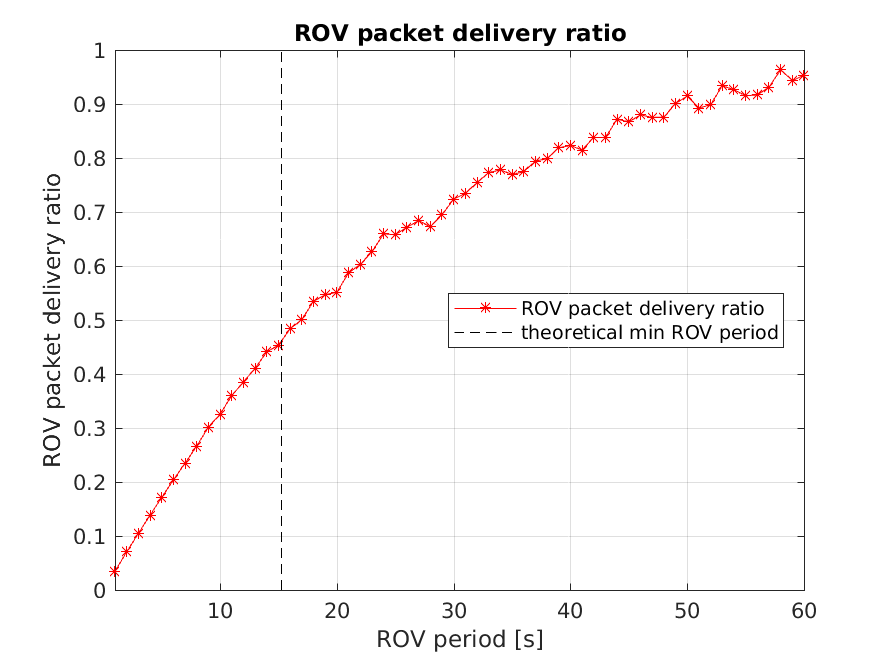 ROV packet delivery ratio
1
0.9
0.8
0.7
0.6
0.5
0.4
0.3
0.2
0.1
0
ROV packet delivery ratio
ROV packet delivery ratio
theoretical min ROV period
10 20 30 40 50 60
ROV period [s]